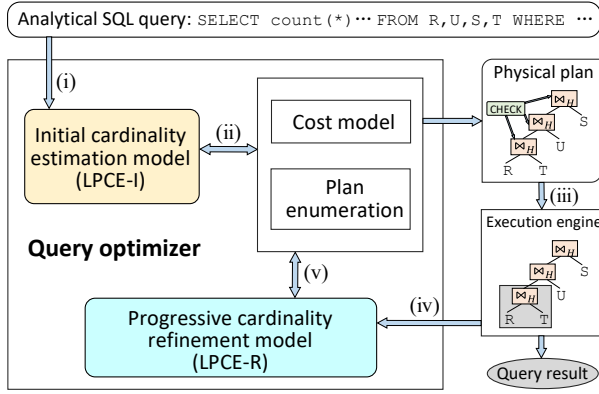 Analytical SQL query: SELECT count(*)⋯ FROM R,U,S,T WHERE ⋯
(i)
Initial cardinality
estimation model
(LPCE-I)
(ii)
Cost model
Plan
enumeration
Query optimizer
(v)
Progressive cardinality
refinement model
(LPCE-R)
(iv)
Physical plan
CHECK
⋈H
⋈H
S
⋈H
U
R T
(iii)
Execution engine
⋈H
⋈H
S
⋈H
U
R T
Query result